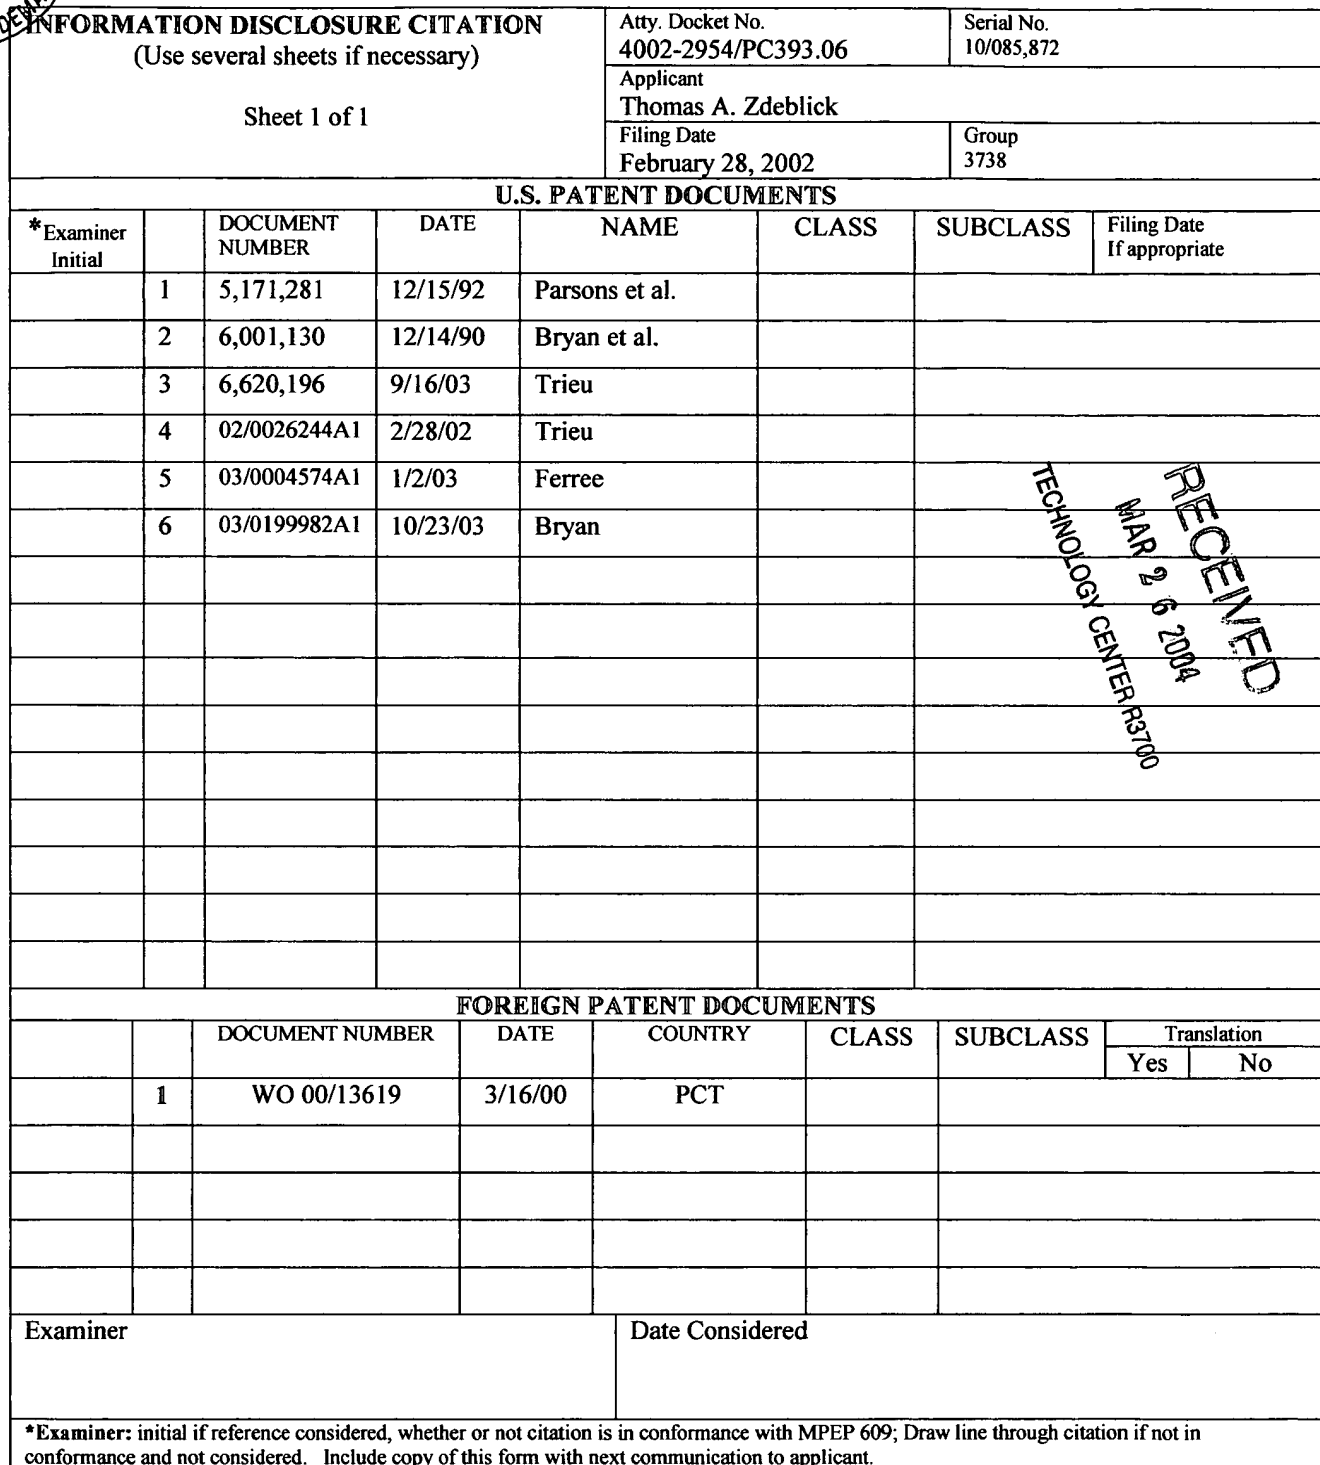 INFORMATION DISCLOSURE CITATION
(Use several sheets if necessary)
Sheet 1 of 1
Atty. Docket No.
4002-2954/PC393.06
Serial No.
10/085,872
Applicant
Thomas A. Zdeblick
Filing Date
February 28, 2002
Group
3738
U.S. PATENT DOCUMENTS
*Examiner Initial DOCUMENT NUMBER DATE NAME CLASS SUBCLASS Filing Date If appropriate
1 5,171,281 12/15/92 Parsons et al.
2 6,001,130 12/14/90 Bryan et al.
3 6,620,196 9/16/03 Trieu
4 02/0026244A1 2/28/02 Trieu
5 03/0004574A1 1/2/03 Ferree
6 03/0199982A1 10/23/03 Bryan
RECEIVED
MAR 26 2004
TECHNOLOGY CENTER R3700
FOREIGN PATENT DOCUMENTS
DOCUMENT NUMBER DATE COUNTRY CLASS SUBCLASS Translation
Yes No
1 WO 00/13619 3/16/00 PCT
Examiner
Date Considered
*Examiner: initial if reference considered, whether or not citation is in conformance with MPEP 609; Draw line through citation if not in
conformance and not considered. Include copy of this form with next communication to applicant.